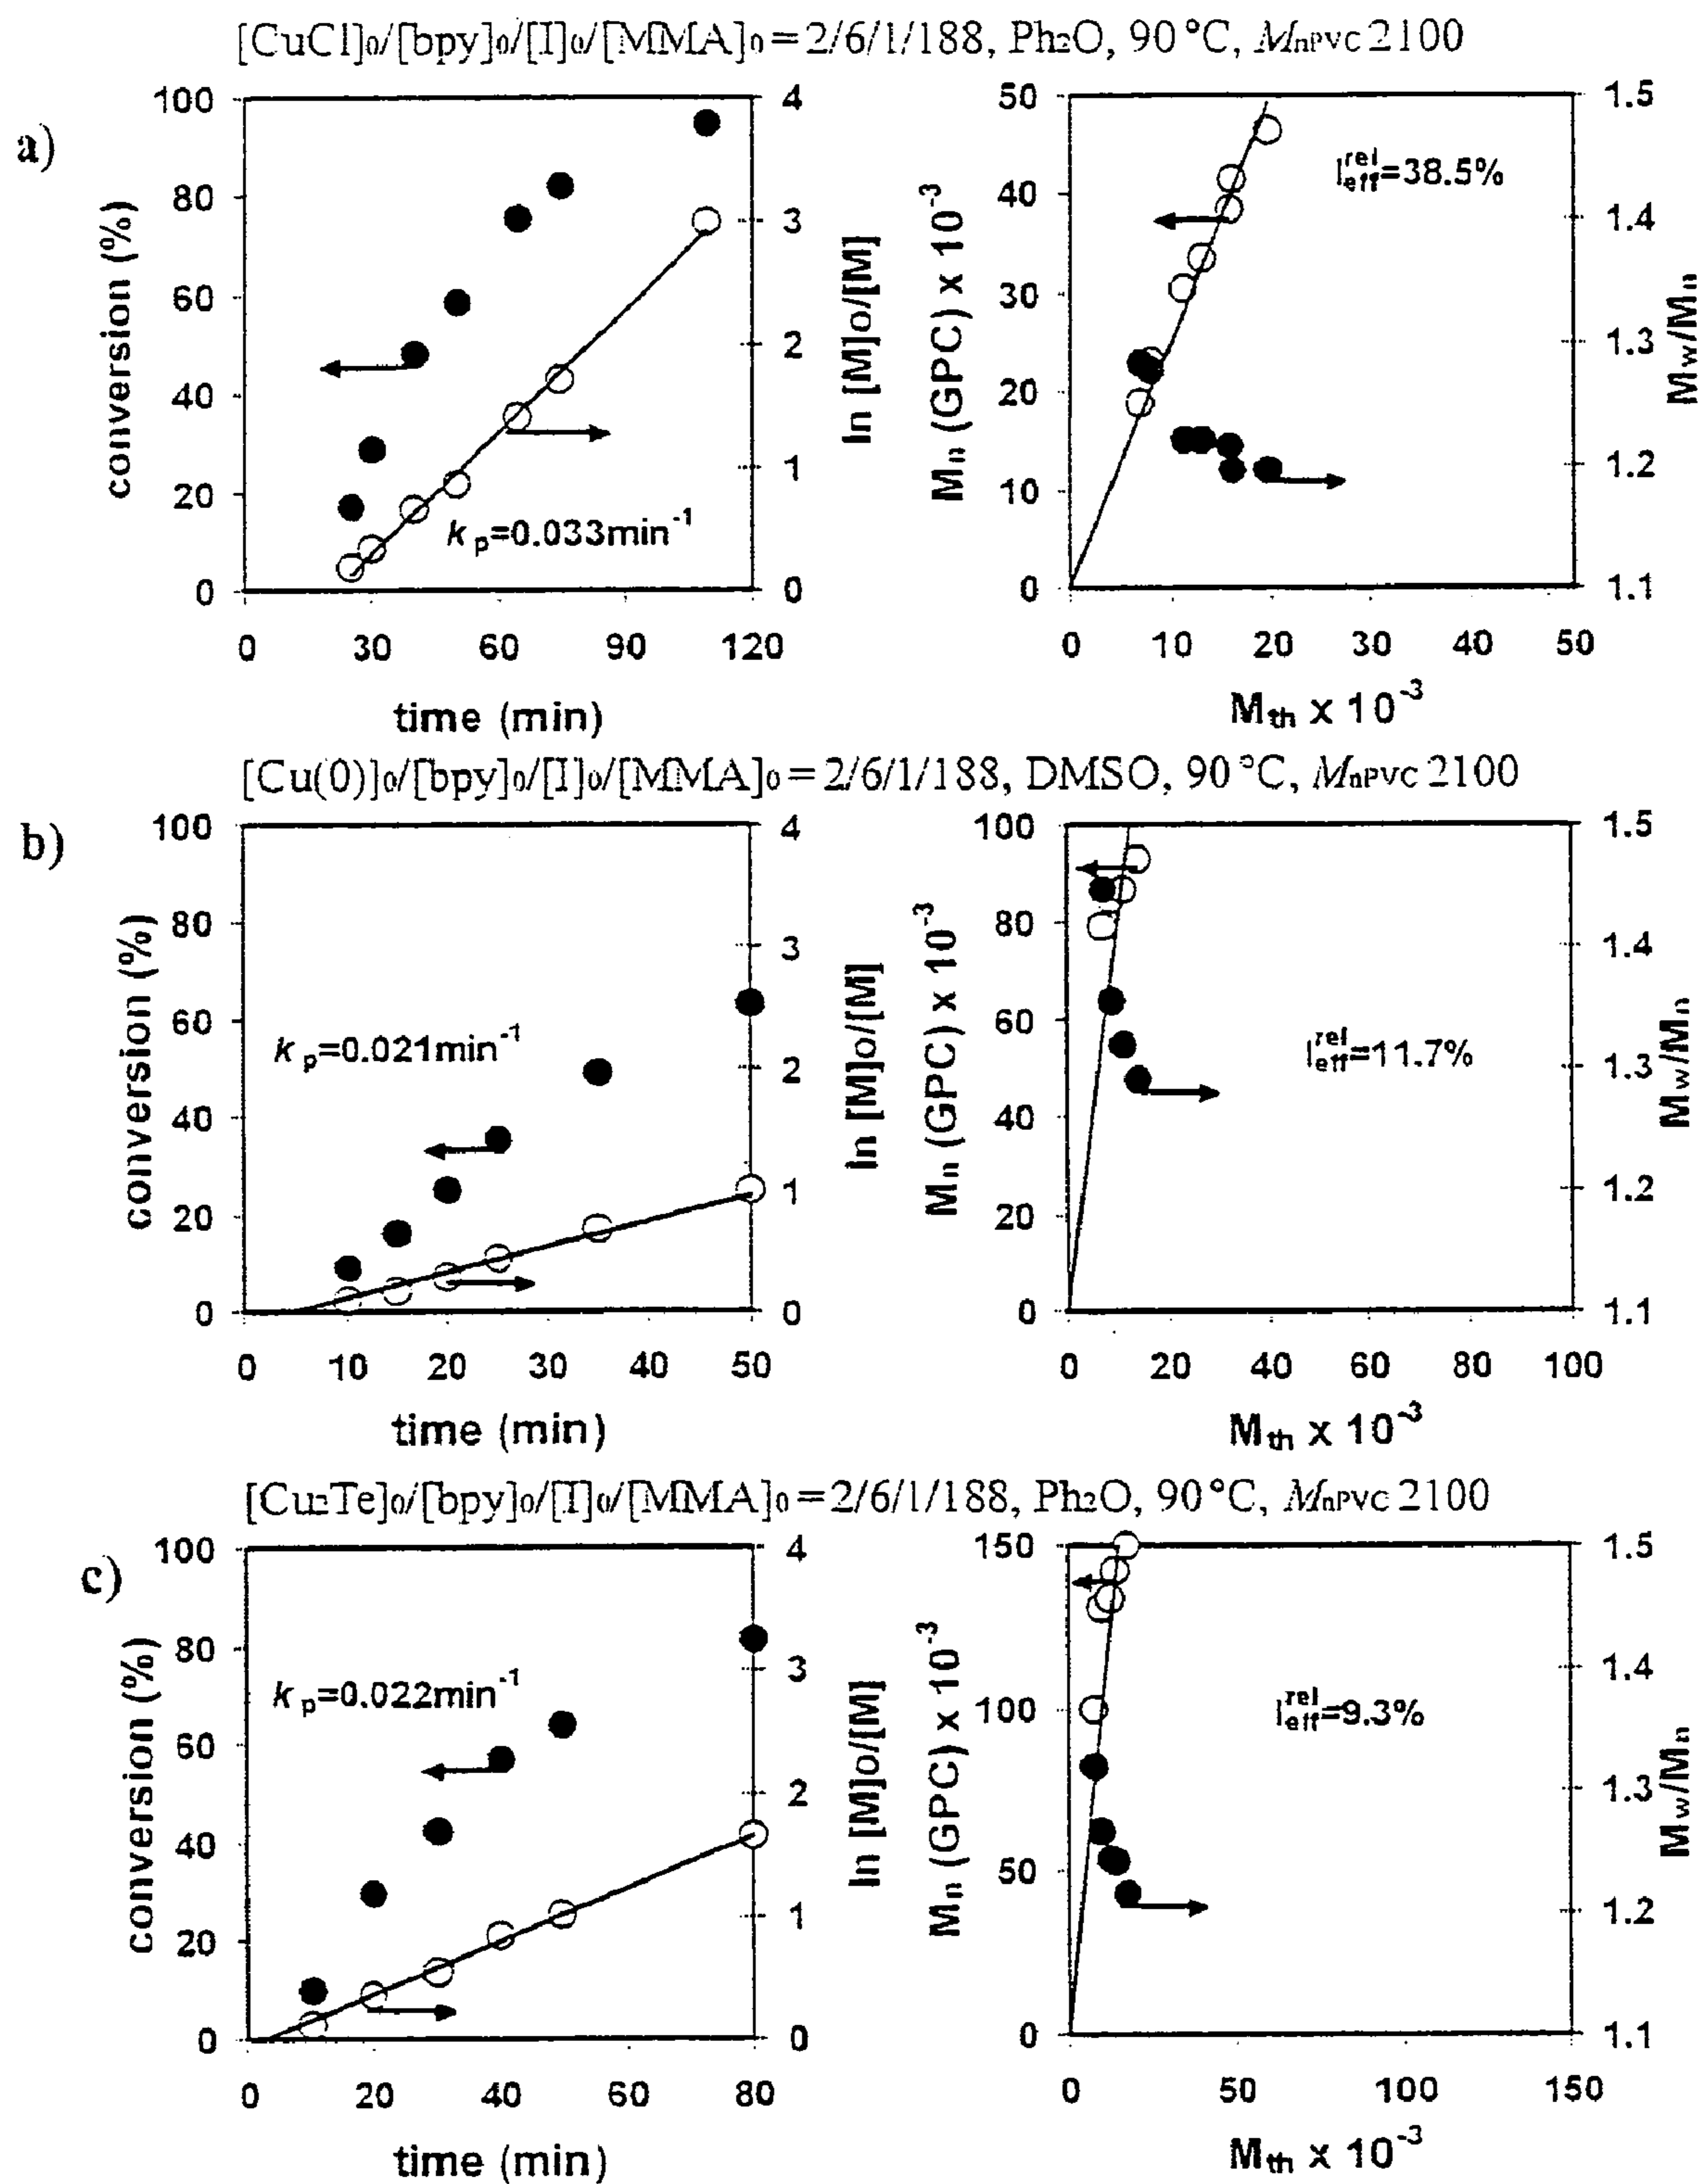 [CuCl]₀/[bpy]₀/[I]₀/[MMA]₀ = 2/6/1/188, Ph₂O, 90 °C, MnPVC 2100
a)
100 80 60 40 20 0
conversion (%)
4 3 2 1 0
ln [M]o/[M]
kp=0.033min⁻¹
0 30 60 90 120
time (min)
50 40 30 20 10 0
Mn (GPC) x 10⁻³
1.5 1.4 1.3 1.2 1.1
Mw/Mn
Ieff^rel=38.5%
0 10 20 30 40 50
Mth x 10⁻³
[Cu(0)]₀/[bpy]₀/[I]₀/[MMA]₀ = 2/6/1/188, DMSO, 90 °C, MnPVC 2100
b)
100 80 60 40 20 0
conversion (%)
4 3 2 1 0
ln [M]o/[M]
kp=0.021min⁻¹
0 10 20 30 40 50
time (min)
100 80 60 40 20 0
Mn (GPC) x 10⁻³
1.5 1.4 1.3 1.2 1.1
Mw/Mn
Ieff^rel=11.7%
0 20 40 60 80 100
Mth x 10⁻³
[Cu₂Te]₀/[bpy]₀/[I]₀/[MMA]₀ = 2/6/1/188, Ph₂O, 90 °C, MnPVC 2100
c)
100 80 60 40 20 0
conversion (%)
4 3 2 1 0
ln [M]o/[M]
kp=0.022min⁻¹
0 20 40 60 80
time (min)
150 100 50 0
Mn (GPC) x 10⁻³
1.5 1.4 1.3 1.2 1.1
Mw/Mn
Ieff^rel=9.3%
0 50 100 150
Mth x 10⁻³